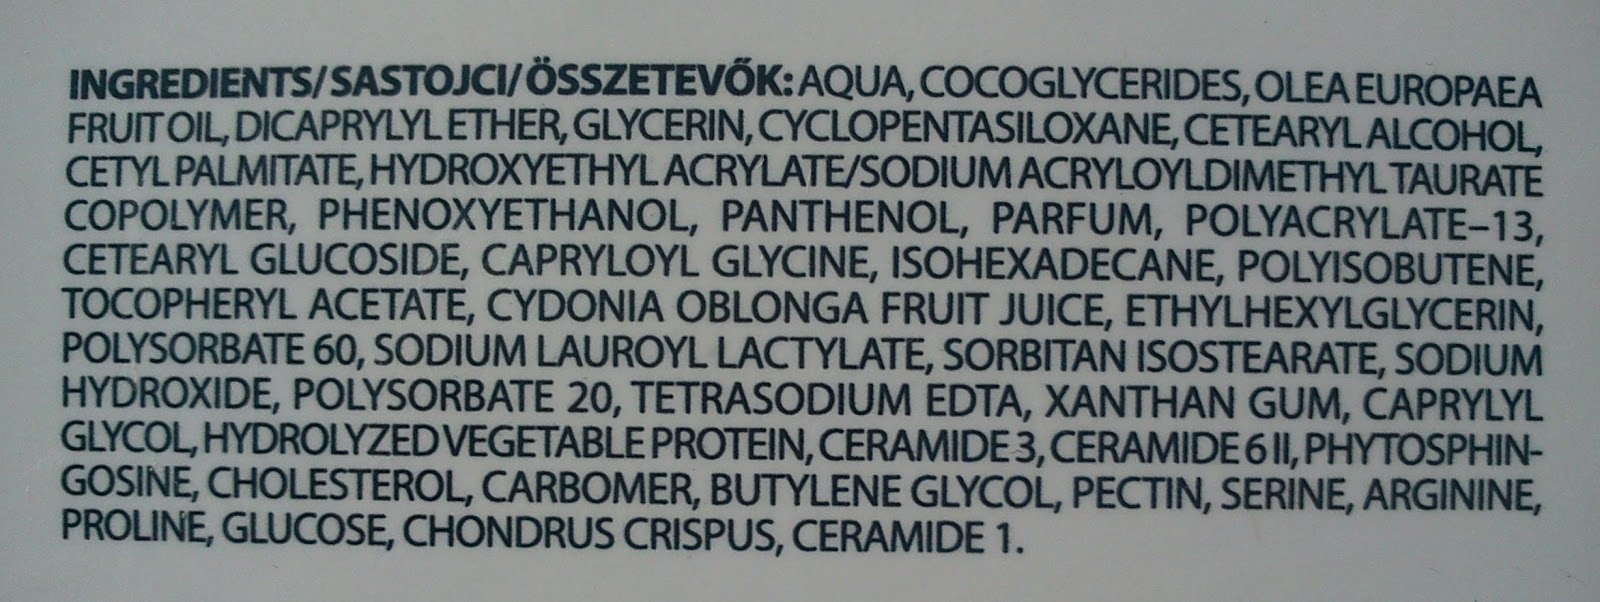 INGREDIENTS/SASTOJCI/ÖSSZETEVŐK: AQUA, COCOGLYCERIDES, OLEA EUROPAEA
FRUIT OIL, DICAPRYLYL ETHER, GLYCERIN, CYCLOPENTASILOXANE, CETEARYL ALCOHOL,
CETYL PALMITATE, HYDROXYETHYL ACRYLATE/SODIUM ACRYLOYLDIMETHYL TAURATE
COPOLYMER, PHENOXYETHANOL, PANTHENOL, PARFUM, POLYACRYLATE–13,
CETEARYL GLUCOSIDE, CAPRYLOYL GLYCINE, ISOHEXADECANE, POLYISOBUTENE,
TOCOPHERYL ACETATE, CYDONIA OBLONGA FRUIT JUICE, ETHYLHEXYLGLYCERIN,
POLYSORBATE 60, SODIUM LAUROYL LACTYLATE, SORBITAN ISOSTEARATE, SODIUM
HYDROXIDE, POLYSORBATE 20, TETRASODIUM EDTA, XANTHAN GUM, CAPRYLYL
GLYCOL, HYDROLYZED VEGETABLE PROTEIN, CERAMIDE 3, CERAMIDE 6 II, PHYTOSPHIN-
GOSINE, CHOLESTEROL, CARBOMER, BUTYLENE GLYCOL, PECTIN, SERINE, ARGININE,
PROLINE, GLUCOSE, CHONDRUS CRISPUS, CERAMIDE 1.